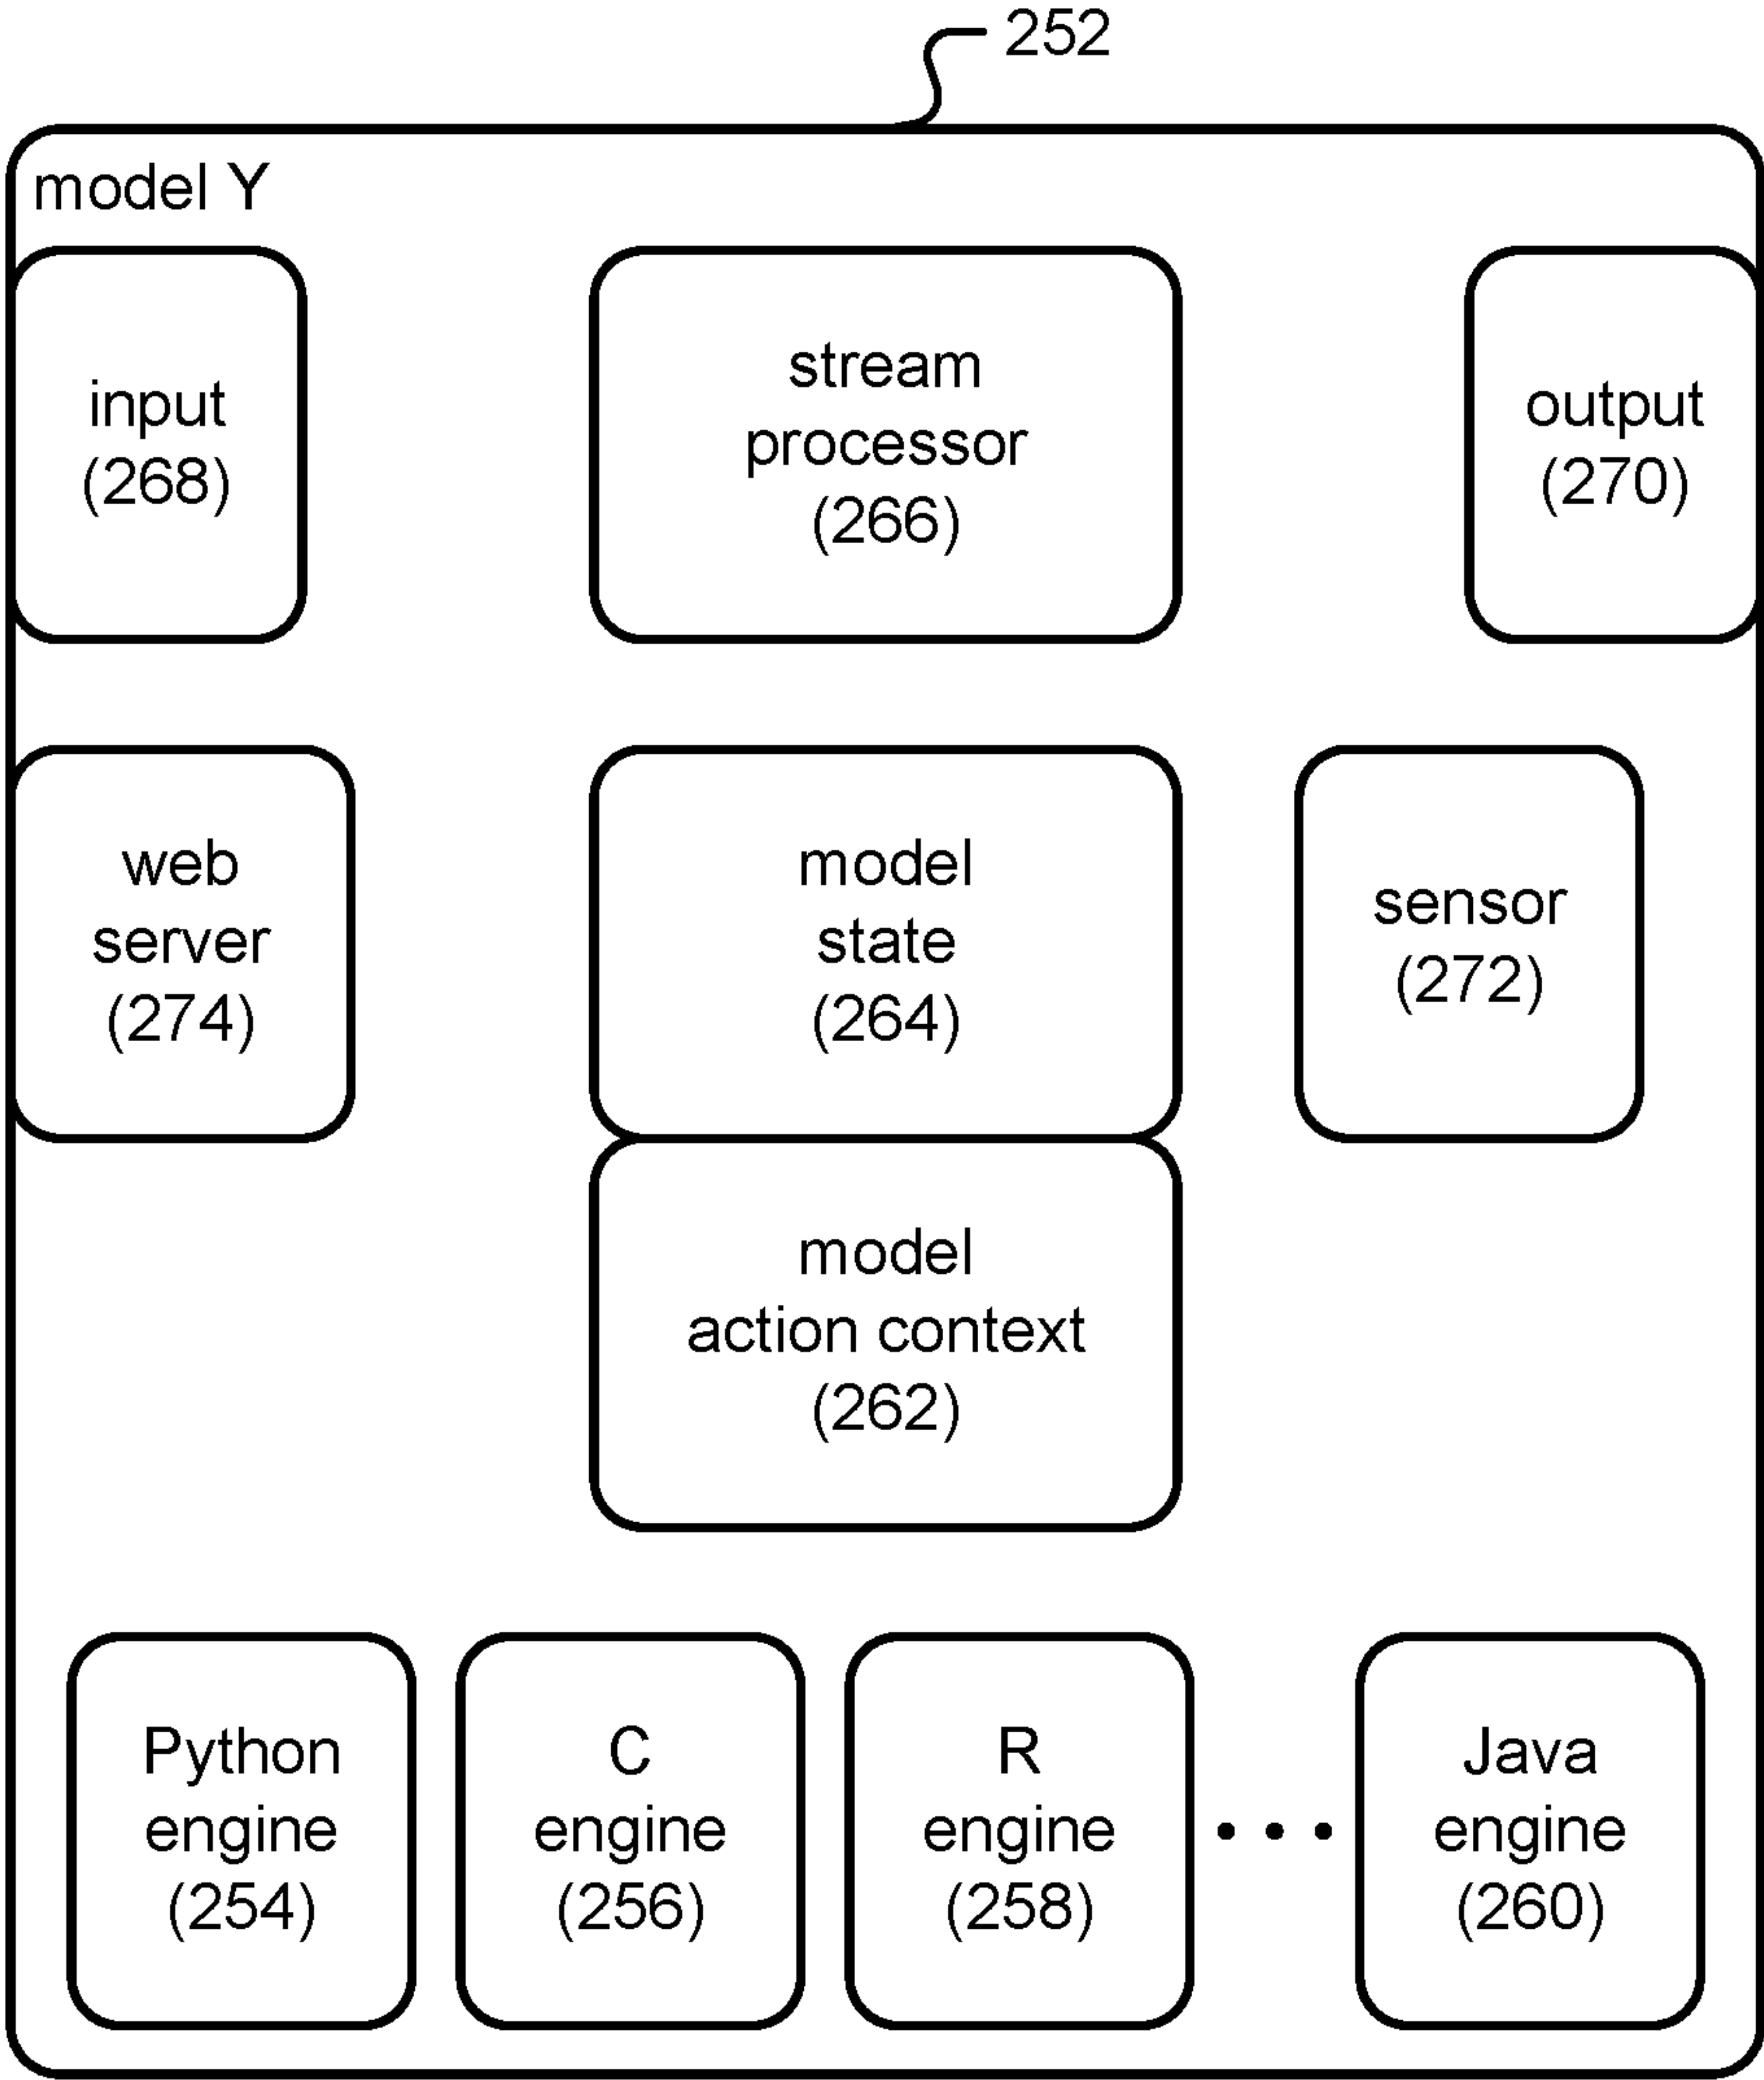 252
model Y
input
(268)
stream
processor
(266)
output
(270)
web
server
(274)
model
state
(264)
sensor
(272)
model
action context
(262)
Python
engine
(254)
C
engine
(256)
R
engine
(258)
• • •
Java
engine
(260)